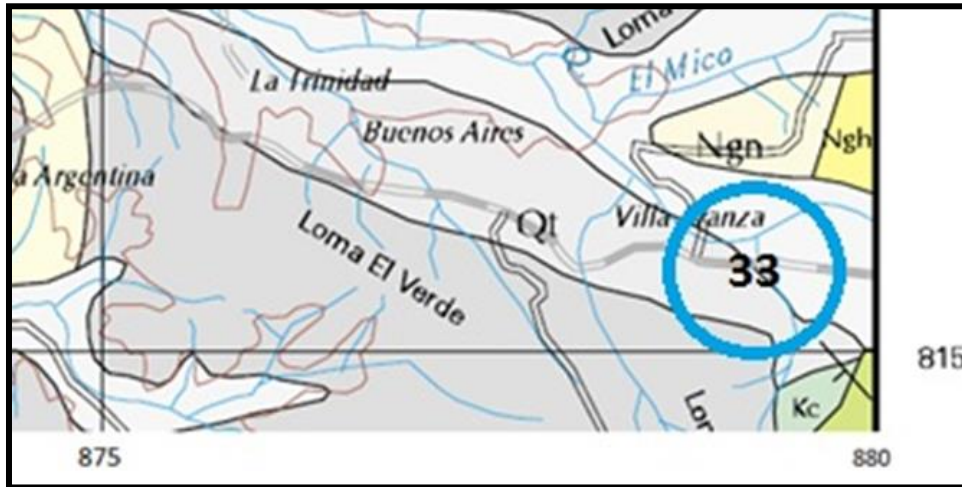 Loma
El Mico
La Trinidad
Buenos Aires
Ngn
Ngh
a Argentina
Villa anza
Qt
33
Loma El Verde
815
Lor
Kc
875
880